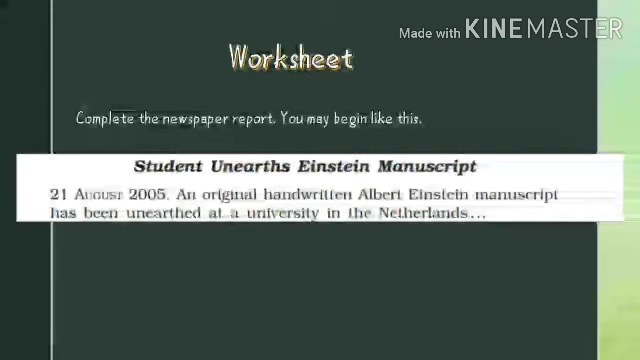 Made with KINEMASTER
Worksheet
Complete the newspaper report. You may begin like this.
Student Unearths Einstein Manuscript
21 August 2005. An original handwritten Albert Einstein manuscript
has been unearthed at a university in the Netherlands...